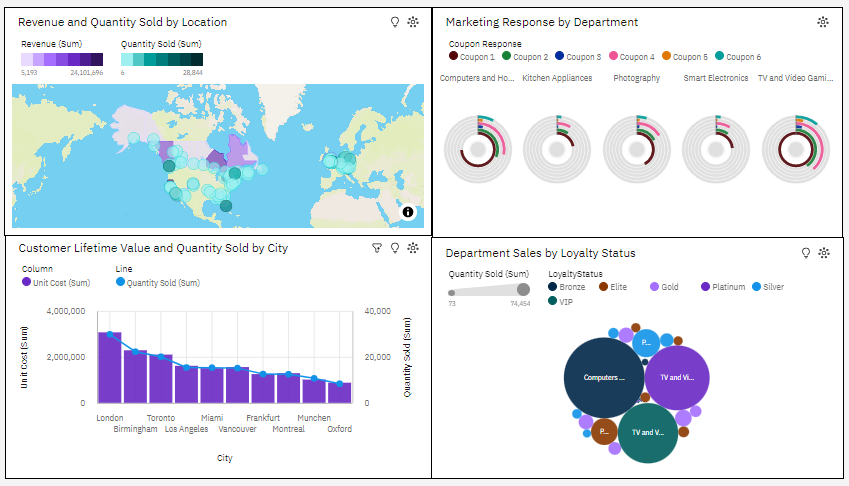 Revenue and Quantity Sold by Location
Revenue (Sum)
Quantity Sold (Sum)
5,193
24,101,696
6
28,844
Marketing Response by Department
Coupon Response
Coupon 1
Coupon 2
Coupon 3
Coupon 4
Coupon 5
Coupon 6
Computers and Ho...
Kitchen Appliances
Photography
Smart Electronics
TV and Video Gami...
Customer Lifetime Value and Quantity Sold by City
Column
Line
Unit Cost (Sum)
Quantity Sold (Sum)
4,000,000
2,000,000
0
Unit Cost (Sum)
40,000
20,000
0
Quantity Sold (Sum)
London
Toronto
Miami
Frankfurt
Munchen
Birmingham
Los Angeles
Vancouver
Montreal
Oxford
City
Department Sales by Loyalty Status
Quantity Sold (Sum)
73
74,454
LoyaltyStatus
Bronze
Elite
Gold
Platinum
Silver
VIP
P...
Computers ...
TV and Vi...
P...
TV and V...